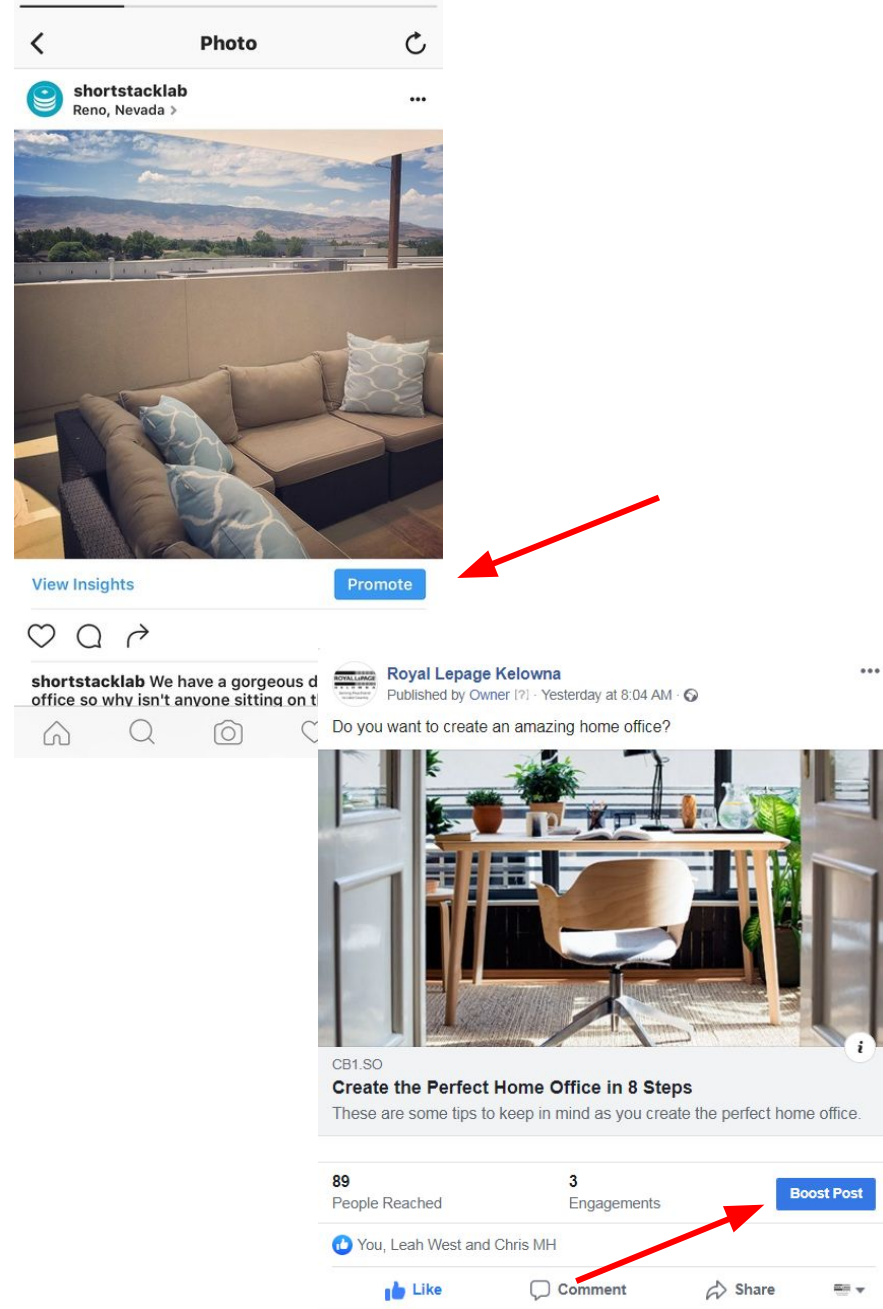 Photo
shortstacklab
Reno, Nevada >
View Insights
Promote
shortstacklab We have a gorgeous d
office so why isn't anyone sitting on t
ROYAL LEPAGE
KELOWNA
Royal Lepage Kelowna
Published by Owner [?] · Yesterday at 8:04 AM ·
Do you want to create an amazing home office?
i
CB1.SO
Create the Perfect Home Office in 8 Steps
These are some tips to keep in mind as you create the perfect home office.
89
3
People Reached
Engagements
Boost Post
You, Leah West and Chris MH
Like
Comment
Share